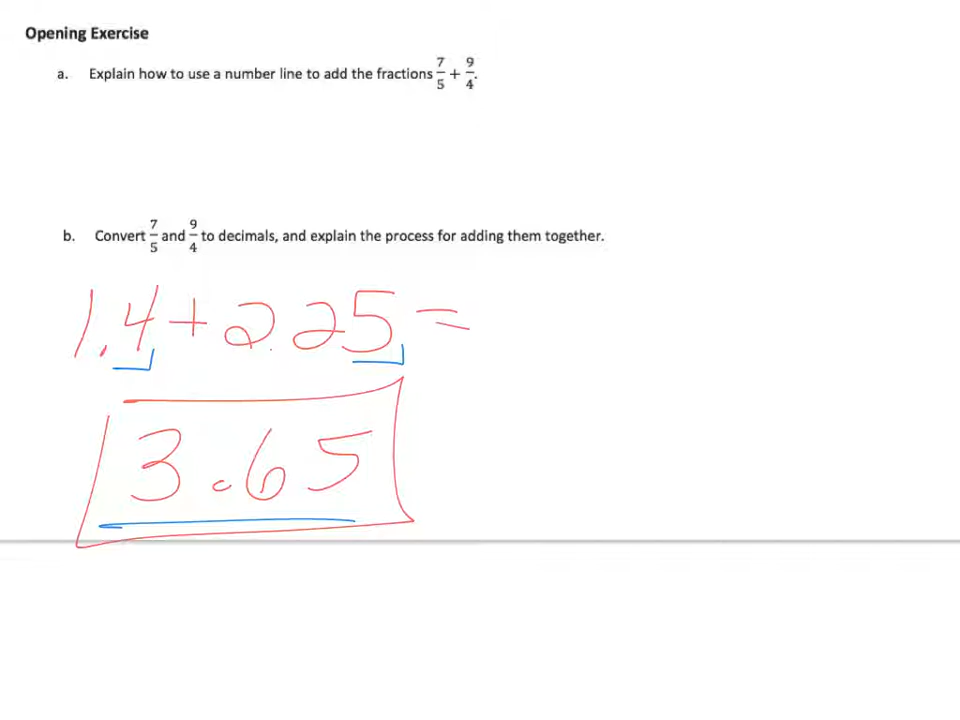 Opening Exercise
a. Explain how to use a number line to add the fractions 7/5 + 9/4.
b. Convert 7/5 and 9/4 to decimals, and explain the process for adding them together.
1.4 + 2.25 =
3.65